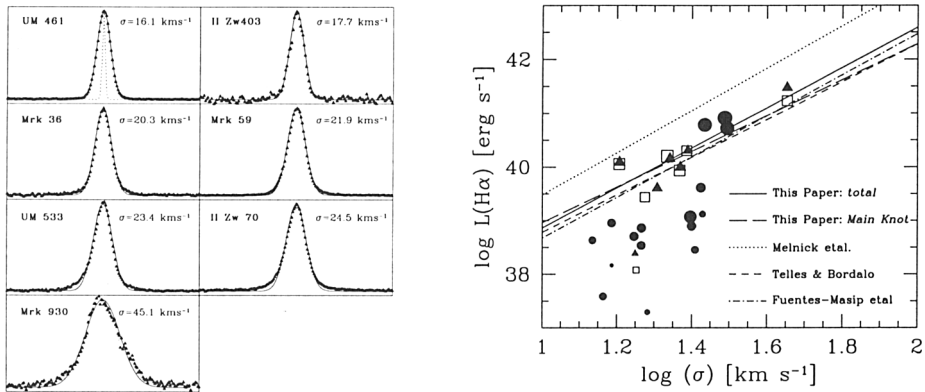 UM 461 σ=16.1 kms⁻¹
II Zw403 σ=17.7 kms⁻¹
Mrk 36 σ=20.3 kms⁻¹
Mrk 59 σ=21.9 kms⁻¹
UM 533 σ=23.4 kms⁻¹
II Zw 70 σ=24.5 kms⁻¹
Mrk 930 σ=45.1 kms⁻¹
log L(Hα) [erg s⁻¹]
42
40
38
This Paper: total
This Paper: Main Knot
Melnick etal.
Telles & Bordalo
Fuentes-Masip etal
1 1.2 1.4 1.6 1.8 2
log (σ) [km s⁻¹]